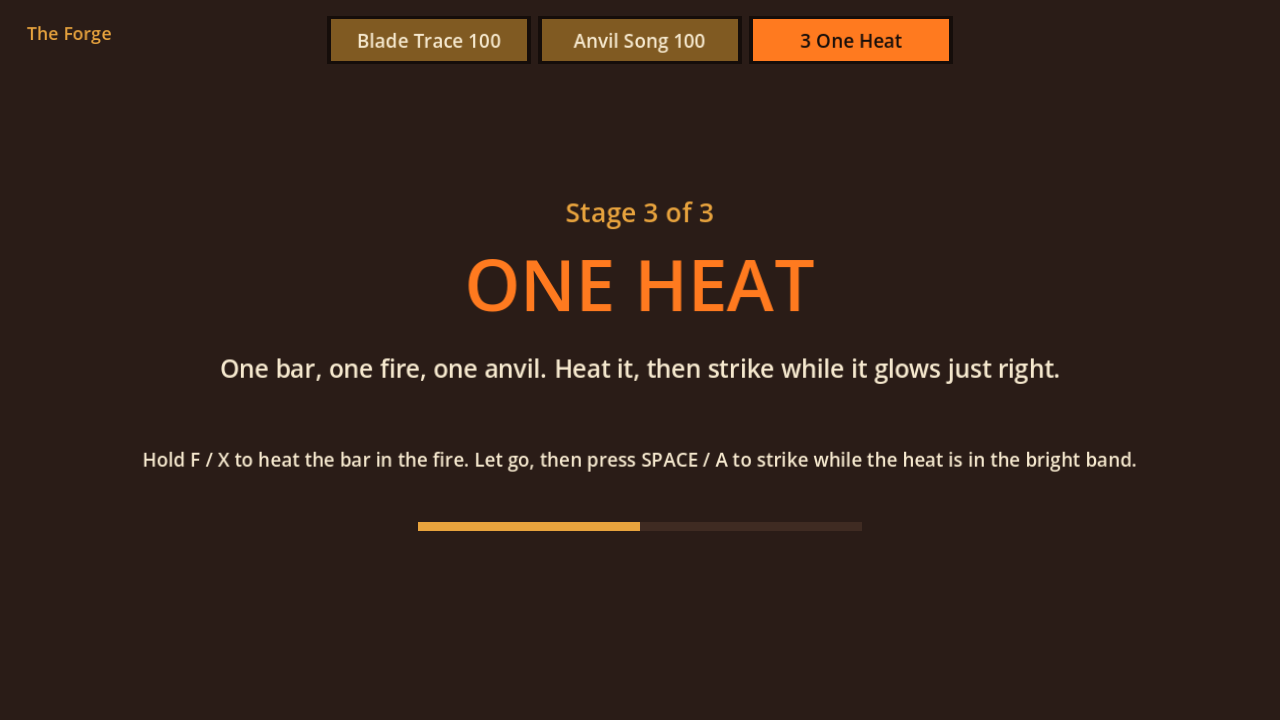 The Forge
Blade Trace 100
Anvil Song 100
3 One Heat
Stage 3 of 3
ONE HEAT
One bar, one fire, one anvil. Heat it, then strike while it glows just right.
Hold F / X to heat the bar in the fire. Let go, then press SPACE / A to strike while the heat is in the bright band.